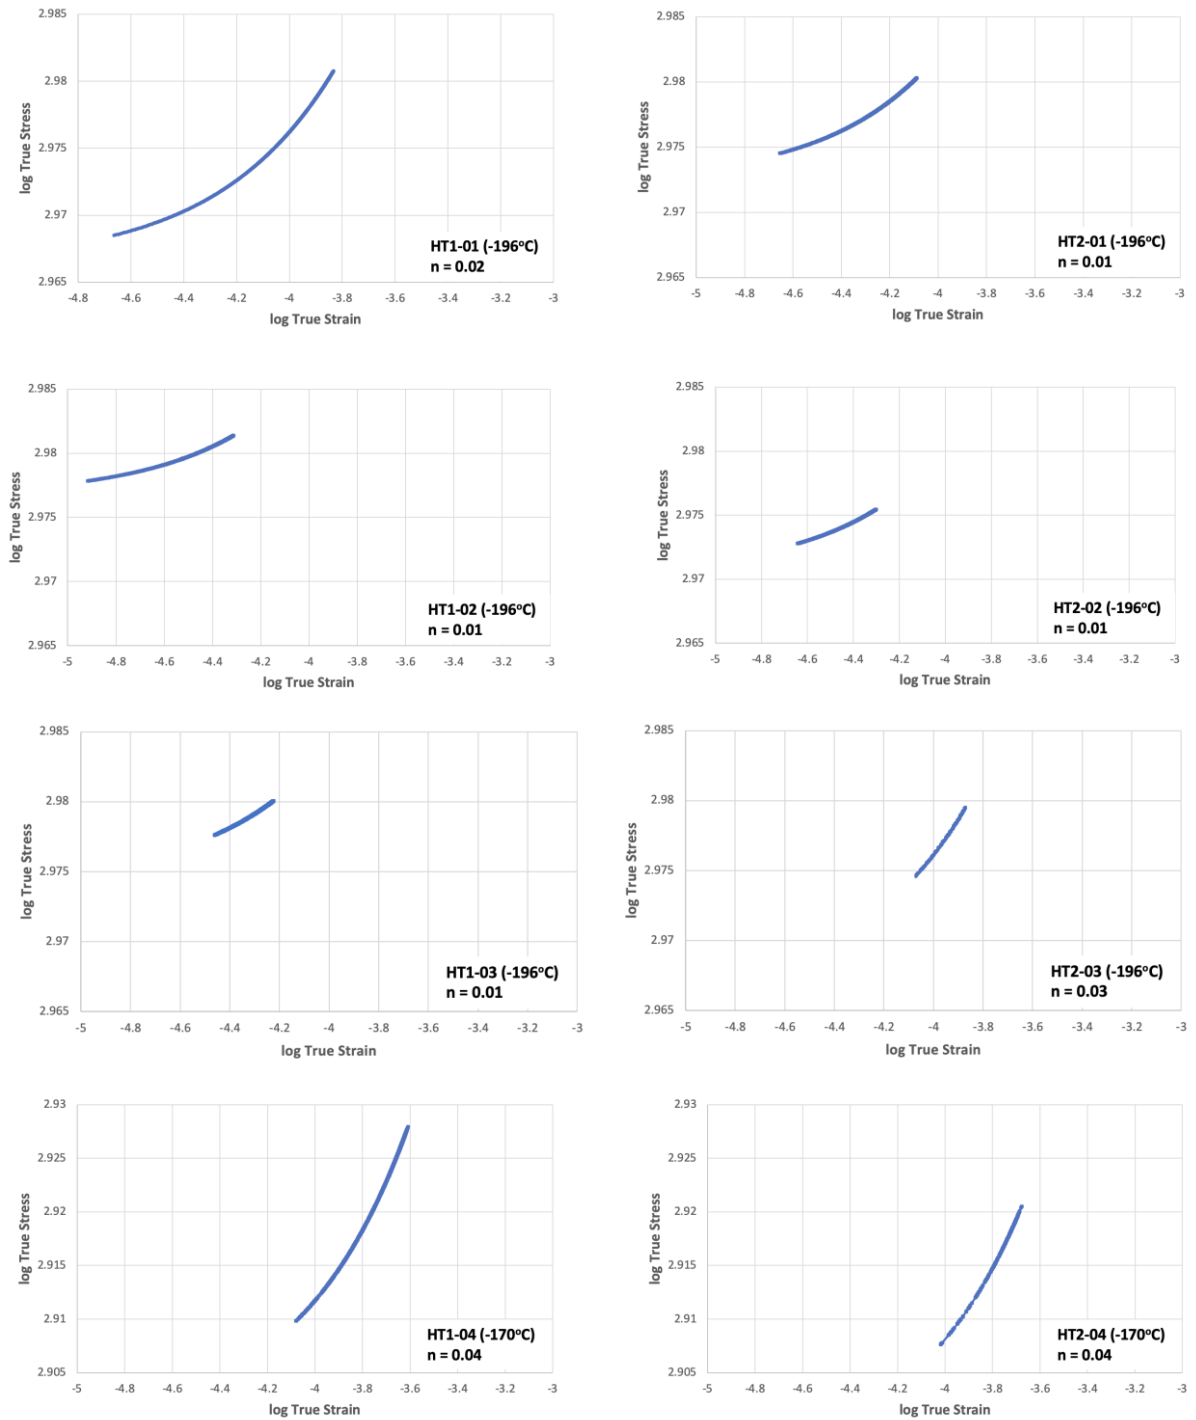 2.985
2.98
2.975
2.97
2.965
log True Stress
-4.8 -4.6 -4.4 -4.2 -4 -3.8 -3.6 -3.4 -3.2 -3
log True Strain
HT1-01 (-196ºC)
n = 0.02
2.985
2.98
2.975
2.97
2.965
log True Stress
-5 -4.8 -4.6 -4.4 -4.2 -4 -3.8 -3.6 -3.4 -3.2 -3
log True Strain
HT2-01 (-196ºC)
n = 0.01
2.985
2.98
2.975
2.97
2.965
log True Stress
-5 -4.8 -4.6 -4.4 -4.2 -4 -3.8 -3.6 -3.4 -3.2 -3
log True Strain
HT1-02 (-196ºC)
n = 0.01
2.985
2.98
2.975
2.97
2.965
log True Stress
-5 -4.8 -4.6 -4.4 -4.2 -4 -3.8 -3.6 -3.4 -3.2 -3
log True Strain
HT2-02 (-196ºC)
n = 0.01
2.985
2.98
2.975
2.97
2.965
log True Stress
-5 -4.8 -4.6 -4.4 -4.2 -4 -3.8 -3.6 -3.4 -3.2 -3
log True Strain
HT1-03 (-196ºC)
n = 0.01
2.985
2.98
2.975
2.97
2.965
log True Stress
-5 -4.8 -4.6 -4.4 -4.2 -4 -3.8 -3.6 -3.4 -3.2 -3
log True Strain
HT2-03 (-196ºC)
n = 0.03
2.93
2.925
2.92
2.915
2.91
2.905
log True Stress
-5 -4.8 -4.6 -4.4 -4.2 -4 -3.8 -3.6 -3.4 -3.2 -3
log True Strain
HT1-04 (-170ºC)
n = 0.04
2.93
2.925
2.92
2.915
2.91
2.905
log True Stress
-5 -4.8 -4.6 -4.4 -4.2 -4 -3.8 -3.6 -3.4 -3.2 -3
log True Strain
HT2-04 (-170ºC)
n = 0.04